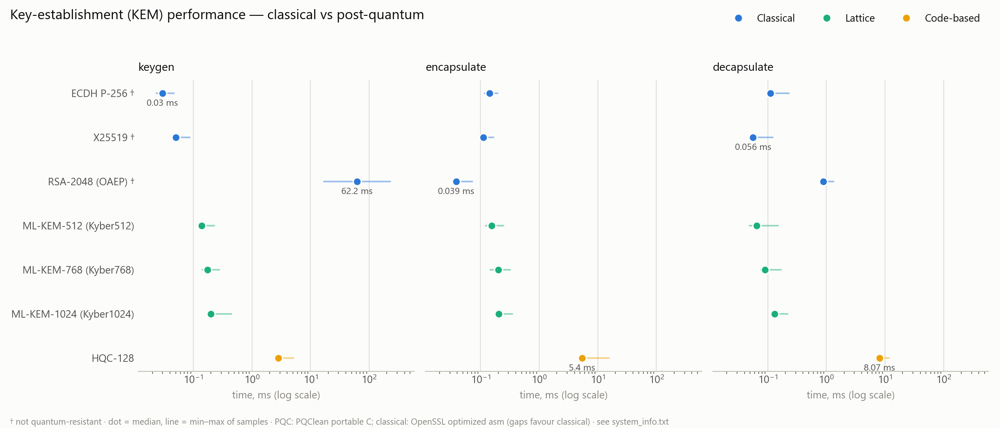 Key-establishment (KEM) performance — classical vs post-quantum
Classical
Lattice
Code-based
keygen
encapsulate
decapsulate
ECDH P-256 †
0.03 ms
X25519 †
0.056 ms
RSA-2048 (OAEP) †
62.2 ms
0.039 ms
ML-KEM-512 (Kyber512)
ML-KEM-768 (Kyber768)
ML-KEM-1024 (Kyber1024)
HQC-128
5.4 ms
8.07 ms
10⁻¹ 10⁰ 10¹ 10²
10⁻¹ 10⁰ 10¹ 10²
10⁻¹ 10⁰ 10¹ 10²
time, ms (log scale)
time, ms (log scale)
time, ms (log scale)
† not quantum-resistant · dot = median, line = min–max of samples · PQC: PQClean portable C; classical: OpenSSL optimized asm (gaps favour classical) · see system_info.txt